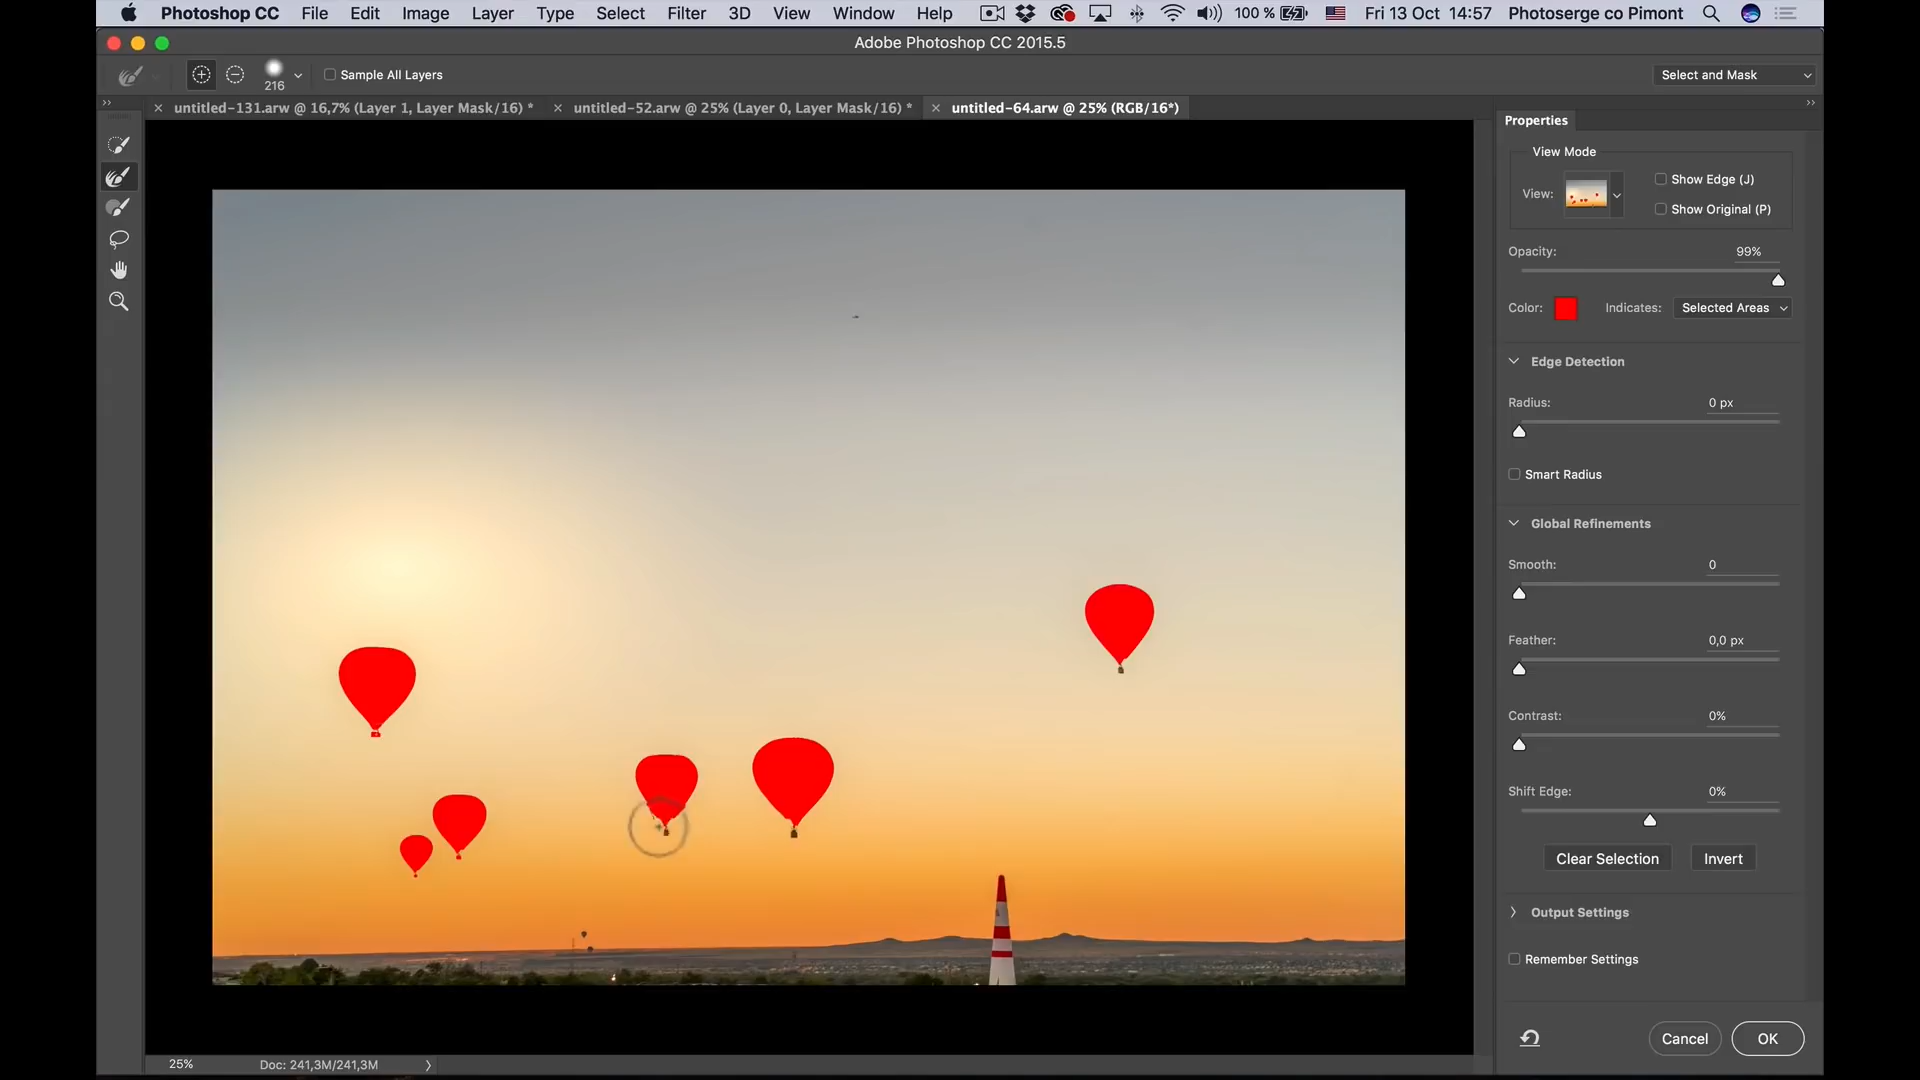 Photoshop CC File Edit Image Layer Type Select Filter 3D View Window Help 100 % Fri 13 Oct 14:57 Photoserge co Pimont
Adobe Photoshop CC 2015.5
216 Sample All Layers Select and Mask
untitled-131.arw @ 16,7% (Layer 1, Layer Mask/16) * untitled-52.arw @ 25% (Layer 0, Layer Mask/16) * untitled-64.arw @ 25% (RGB/16*)
Properties
View Mode
View: Show Edge (J)
Show Original (P)
Opacity: 99%
Color: Indicates: Selected Areas
Edge Detection
Radius: 0 px
Smart Radius
Global Refinements
Smooth: 0
Feather: 0,0 px
Contrast: 0%
Shift Edge: 0%
Clear Selection Invert
Output Settings
Remember Settings
Cancel OK
25% Doc: 241,3M/241,3M